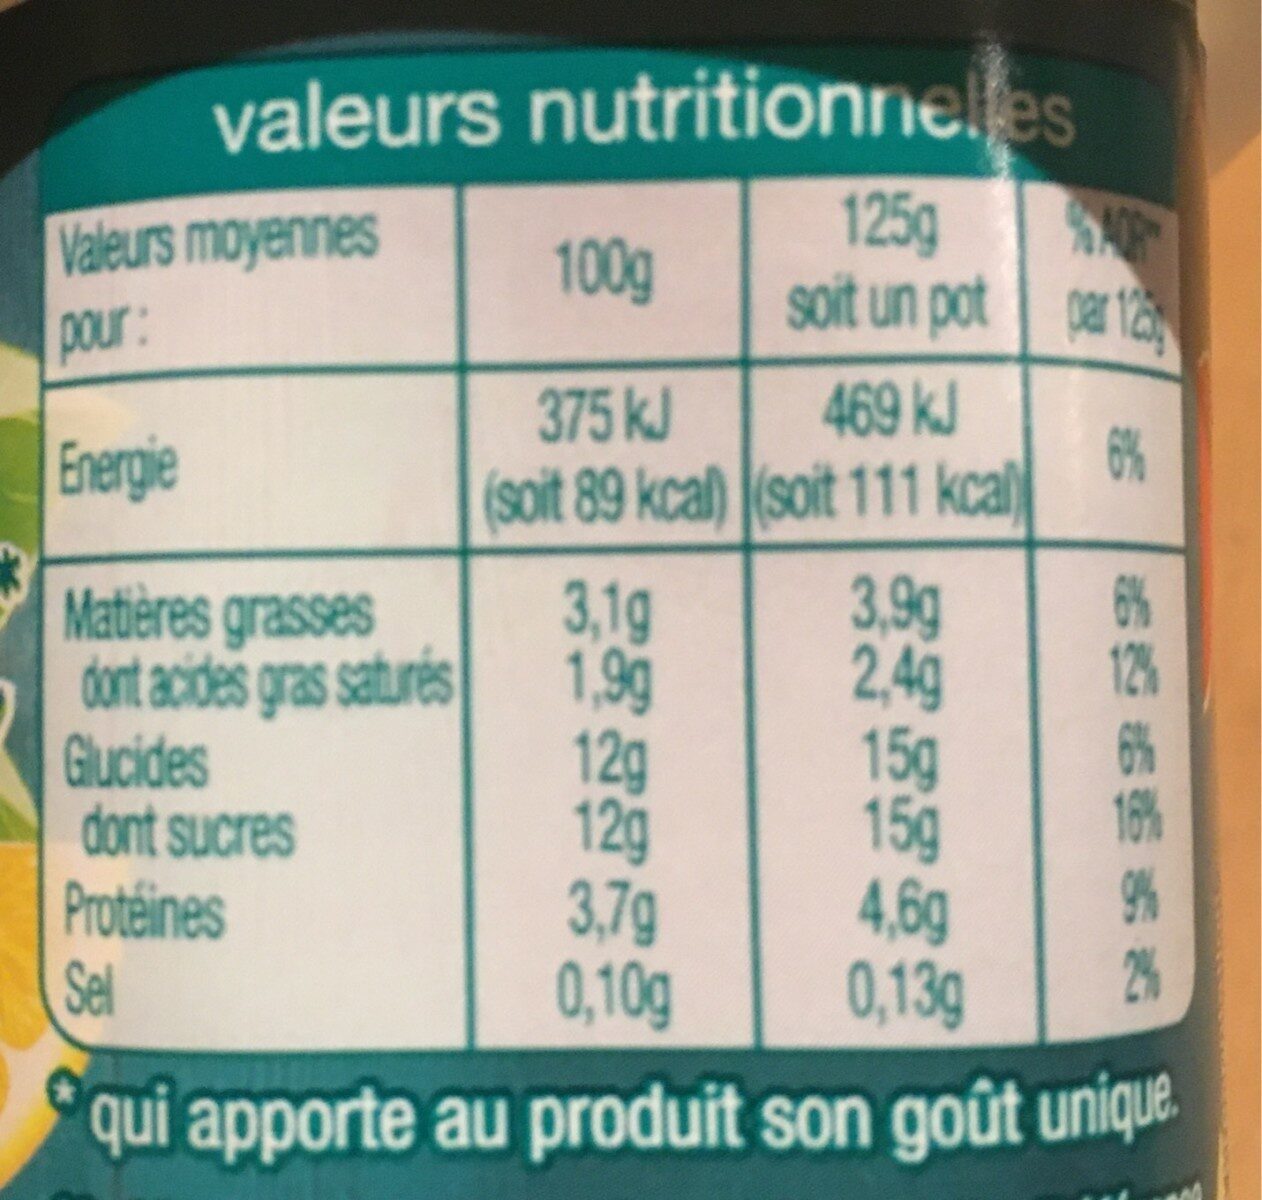 valeurs nutritionnelles
Valeurs moyennes pour : 100g 125g soit un pot %AQR** par 125g
Energie 375 kJ (soit 89 kcal) 469 kJ (soit 111 kcal) 6%
Matières grasses 3,1g 3,9g 6%
dont acides gras saturés 1,9g 2,4g 12%
Glucides 12g 15g 6%
dont sucres 12g 15g 16%
Protéines 3,7g 4,6g 9%
Sel 0,10g 0,13g 2%
* qui apporte au produit son goût unique.